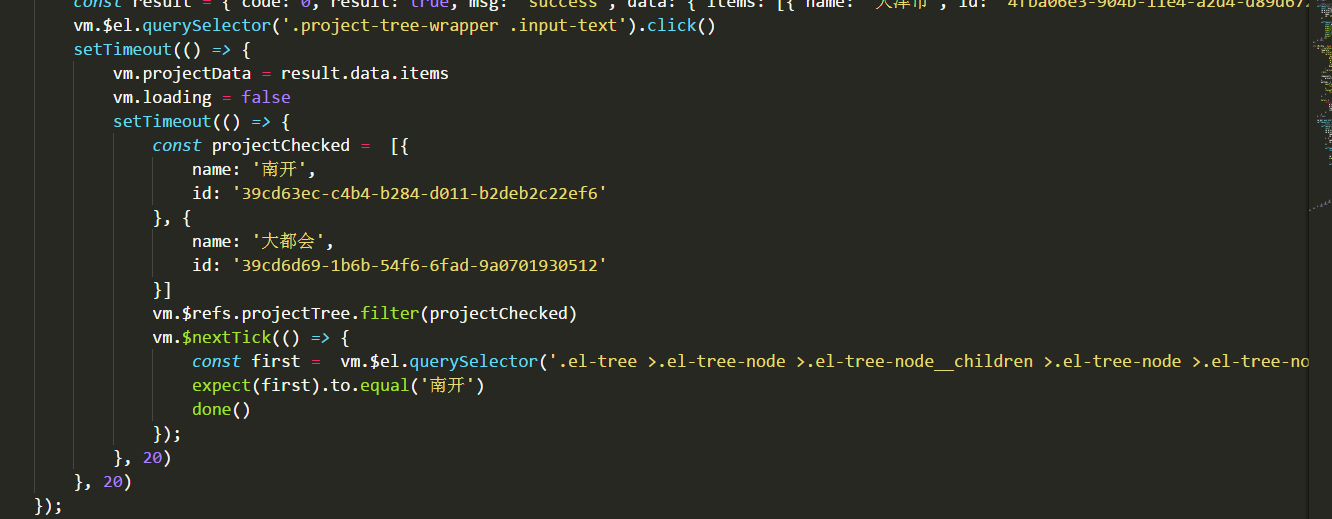 const result = { code: 0, result: true, msg: 'success', data: { items: [{ name: '天津市', id: '4fba06e3-904b-11e4-a2d4-d89d67
vm.$el.querySelector('.project-tree-wrapper .input-text').click()
setTimeout(() => {
vm.projectData = result.data.items
vm.loading = false
setTimeout(() => {
const projectChecked =  [{
name: '南开',
id: '39cd63ec-c4b4-b284-d011-b2deb2c22ef6'
}, {
name: '大都会',
id: '39cd6d69-1b6b-54f6-6fad-9a0701930512'
}]
vm.$refs.projectTree.filter(projectChecked)
vm.$nextTick(() => {
const first =  vm.$el.querySelector('.el-tree >.el-tree-node >.el-tree-node__children >.el-tree-node >.el-tree-no
expect(first).to.equal('南开')
done()
});
}, 20)
}, 20)
});